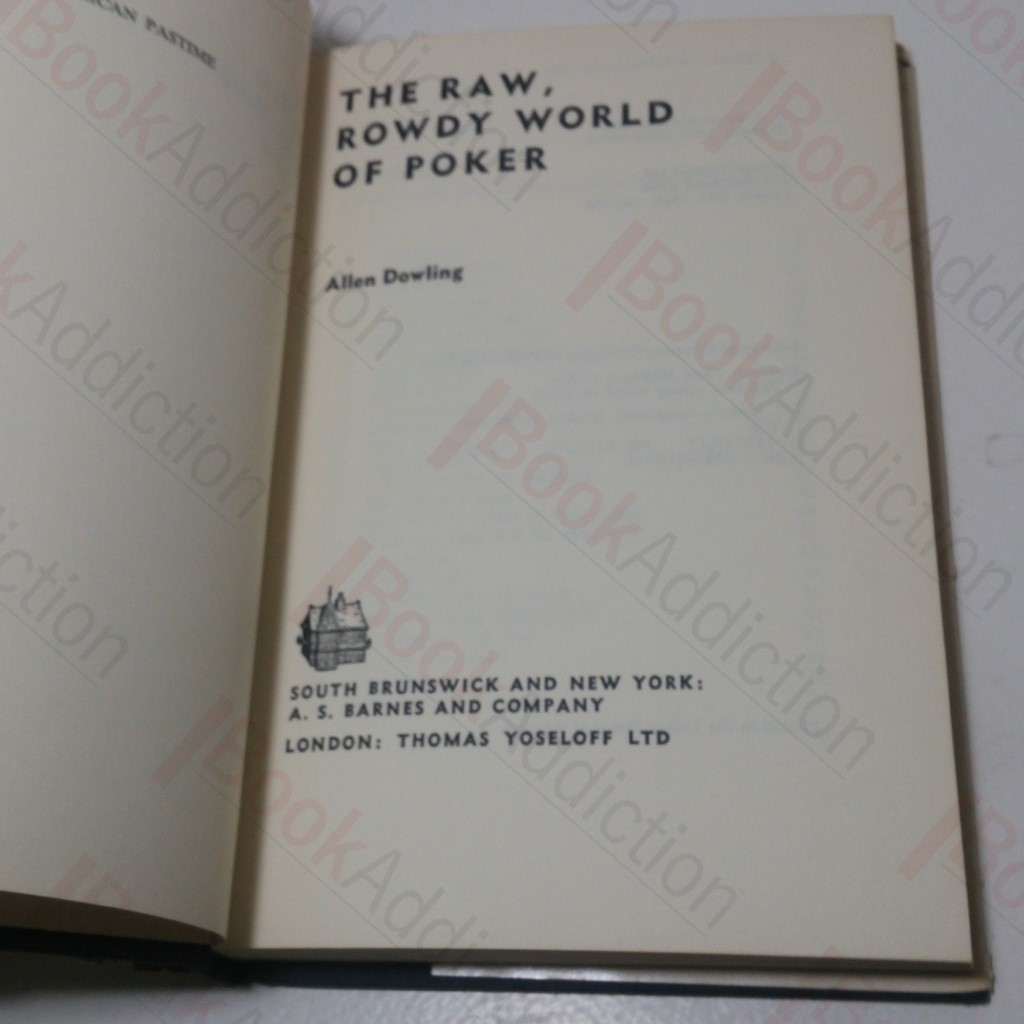 ICAN PASTIME
THE RAW,
ROWDY WORLD
OF POKER
Allen Dowling
SOUTH BRUNSWICK AND NEW YORK:
A. S. BARNES AND COMPANY
LONDON: THOMAS YOSELOFF LTD
BookAddiction